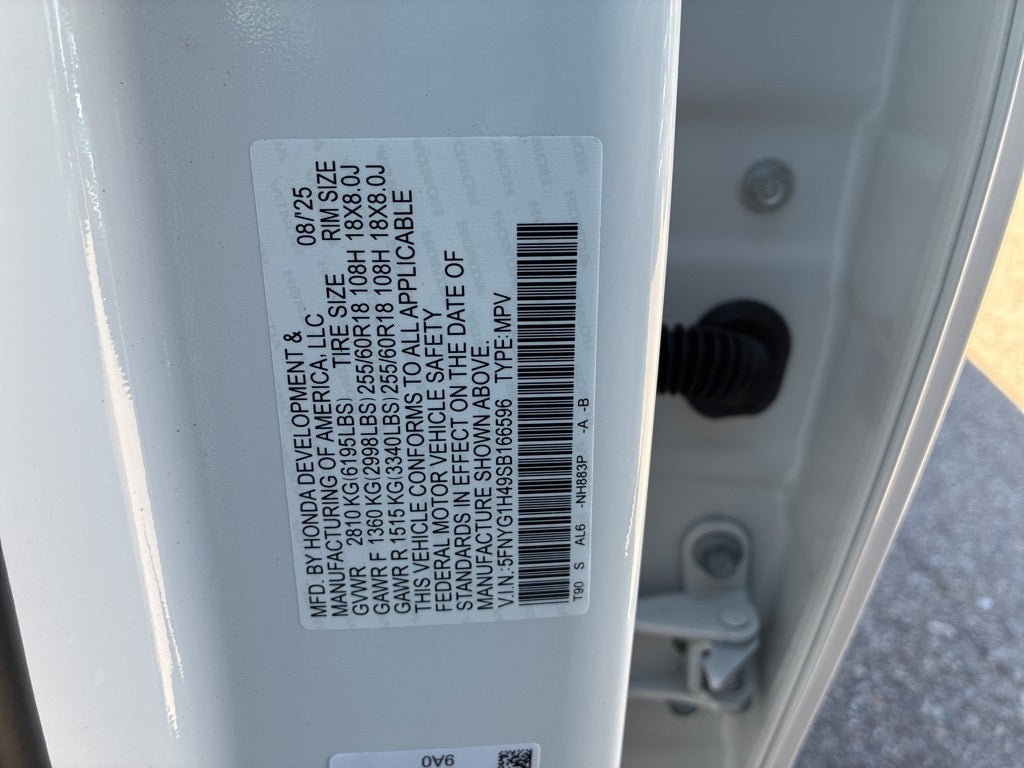 MFD. BY HONDA DEVELOPMENT &
MANUFACTURING OF AMERICA, LLC 08/'25
TIRE SIZE RIM SIZE
GVWR 2810 KG(6195LBS)
GAWR F 1360 KG(2998LBS) 255/60R18 108H 18X8.0J
GAWR R 1515 KG(3340LBS) 255/60R18 108H 18X8.0J
THIS VEHICLE CONFORMS TO ALL APPLICABLE
FEDERAL MOTOR VEHICLE SAFETY
STANDARDS IN EFFECT ON THE DATE OF
MANUFACTURE SHOWN ABOVE.
V.I.N.:5FNYG1H49SB166596 TYPE:MPV
T90 S AL6 -NH883P -A -B
9A0